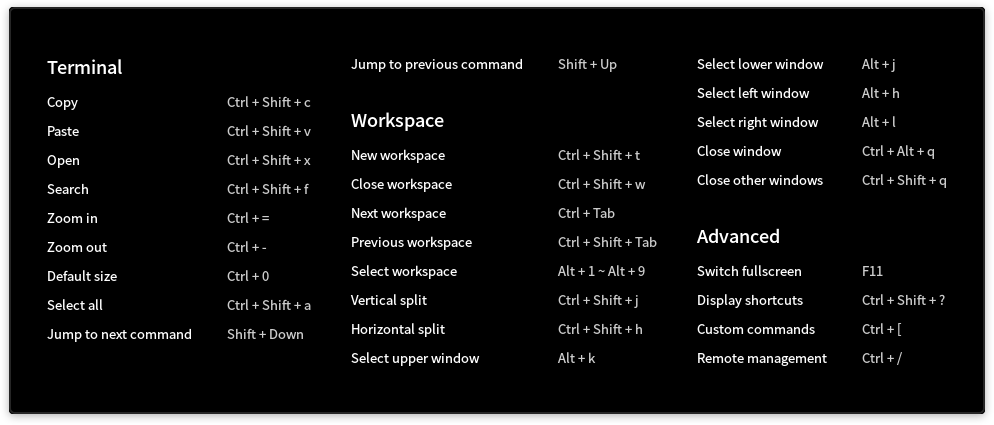 Terminal
Copy Ctrl + Shift + c
Paste Ctrl + Shift + v
Open Ctrl + Shift + x
Search Ctrl + Shift + f
Zoom in Ctrl + =
Zoom out Ctrl + -
Default size Ctrl + 0
Select all Ctrl + Shift + a
Jump to next command Shift + Down
Jump to previous command Shift + Up
Workspace
New workspace Ctrl + Shift + t
Close workspace Ctrl + Shift + w
Next workspace Ctrl + Tab
Previous workspace Ctrl + Shift + Tab
Select workspace Alt + 1 ~ Alt + 9
Vertical split Ctrl + Shift + j
Horizontal split Ctrl + Shift + h
Select upper window Alt + k
Select lower window Alt + j
Select left window Alt + h
Select right window Alt + l
Close window Ctrl + Alt + q
Close other windows Ctrl + Shift + q
Advanced
Switch fullscreen F11
Display shortcuts Ctrl + Shift + ?
Custom commands Ctrl + [
Remote management Ctrl + /